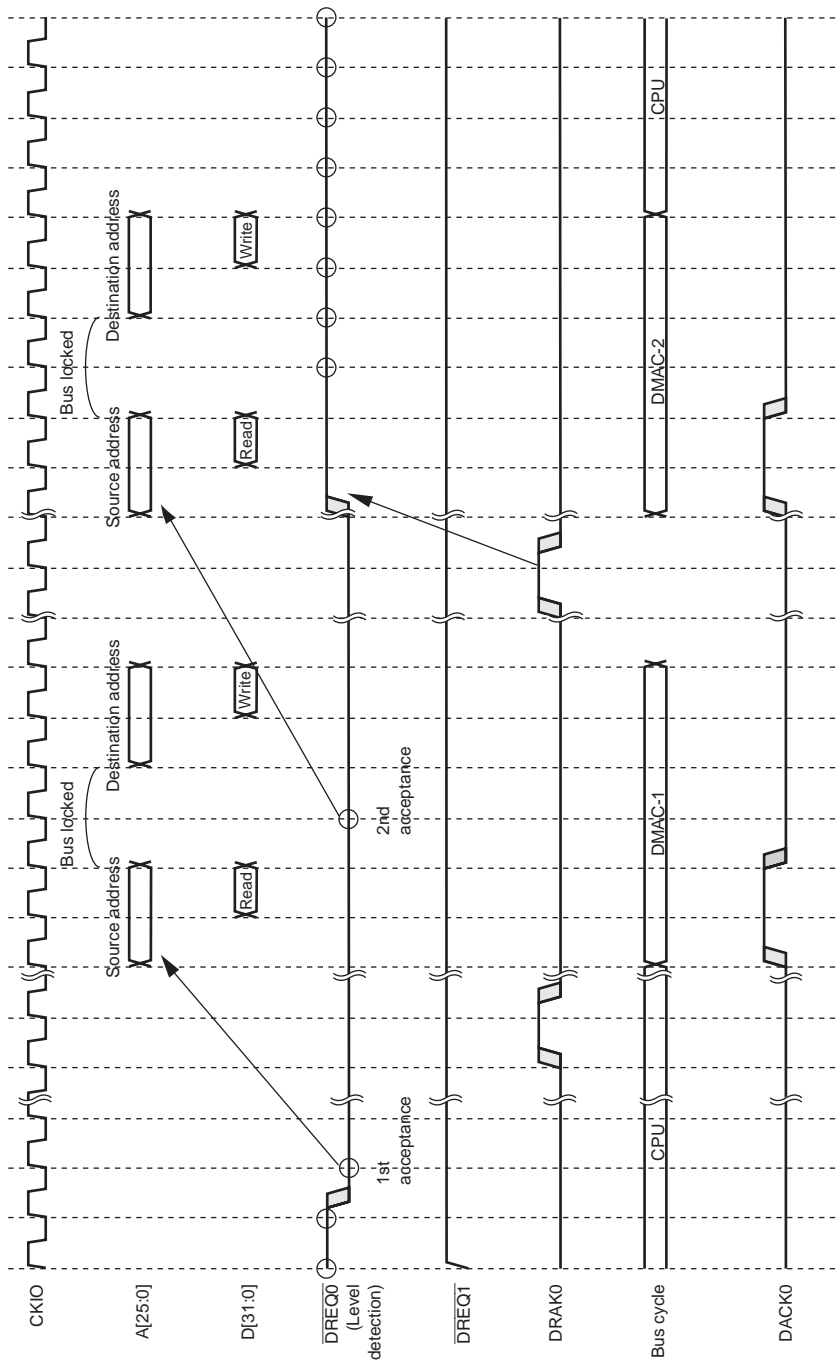 CKIO
Bus locked
Bus locked
Source address
Destination address
Source address
Destination address
A[25:0]
D[31:0]
Read
Write
Read
Write
DREQ0
(Level
detection)
1st
acceptance
2nd
acceptance
DREQ1
DRAK0
Bus cycle
CPU
DMAC-1
DMAC-2
CPU
DACK0